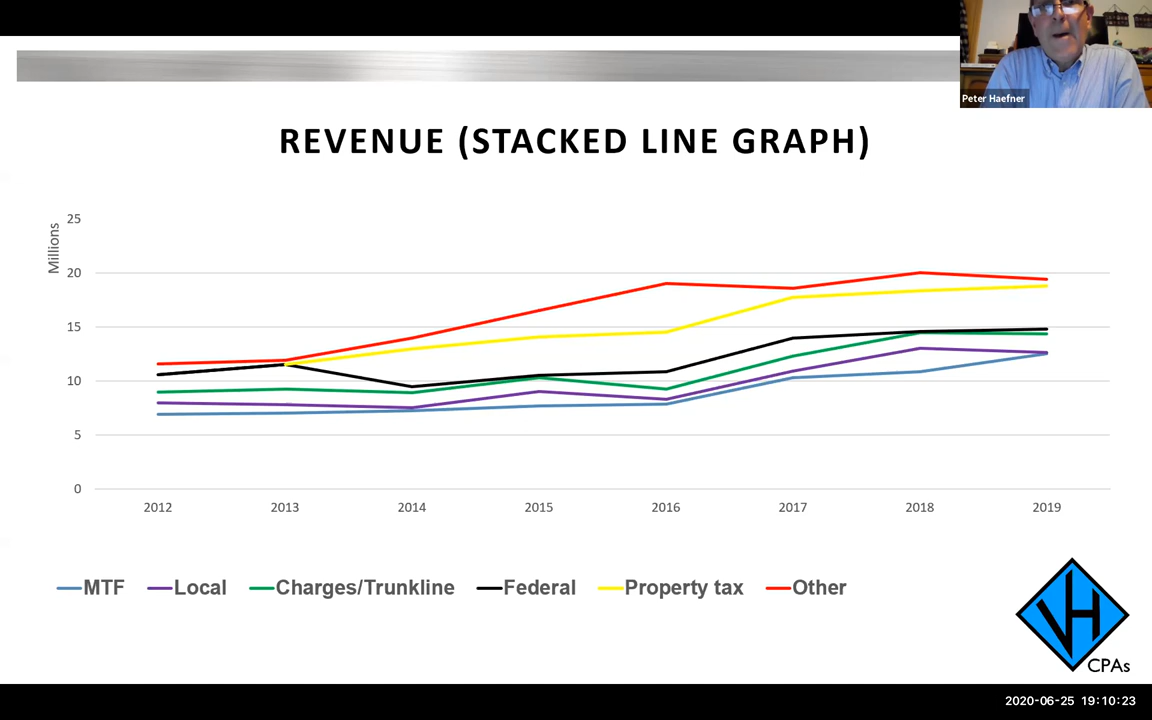 Peter Haefner
REVENUE (STACKED LINE GRAPH)
Millions
25
20
15
10
5
0
2012 2013 2014 2015 2016 2017 2018 2019
MTF Local Charges/Trunkline Federal Property tax Other
VH
CPAs
2020-06-25 19:10:23